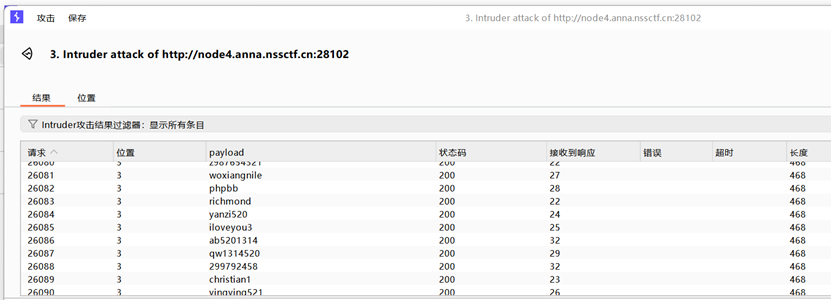 攻击 保存 3. Intruder attack of http://node4.anna.nssctf.cn:28102
3. Intruder attack of http://node4.anna.nssctf.cn:28102
结果 位置
Intruder攻击结果过滤器：显示所有条目
请求 位置 payload 状态码 接收到响应 错误 超时 长度
26080 3 2987654321 200 22 468
26081 3 woxiangnile 200 27 468
26082 3 phpbb 200 28 468
26083 3 richmond 200 22 468
26084 3 yanzi520 200 24 468
26085 3 iloveyou3 200 25 468
26086 3 ab5201314 200 32 468
26087 3 qw1314520 200 29 468
26088 3 299792458 200 32 468
26089 3 christian1 200 23 468
26090 3 yingying521 200 26 468